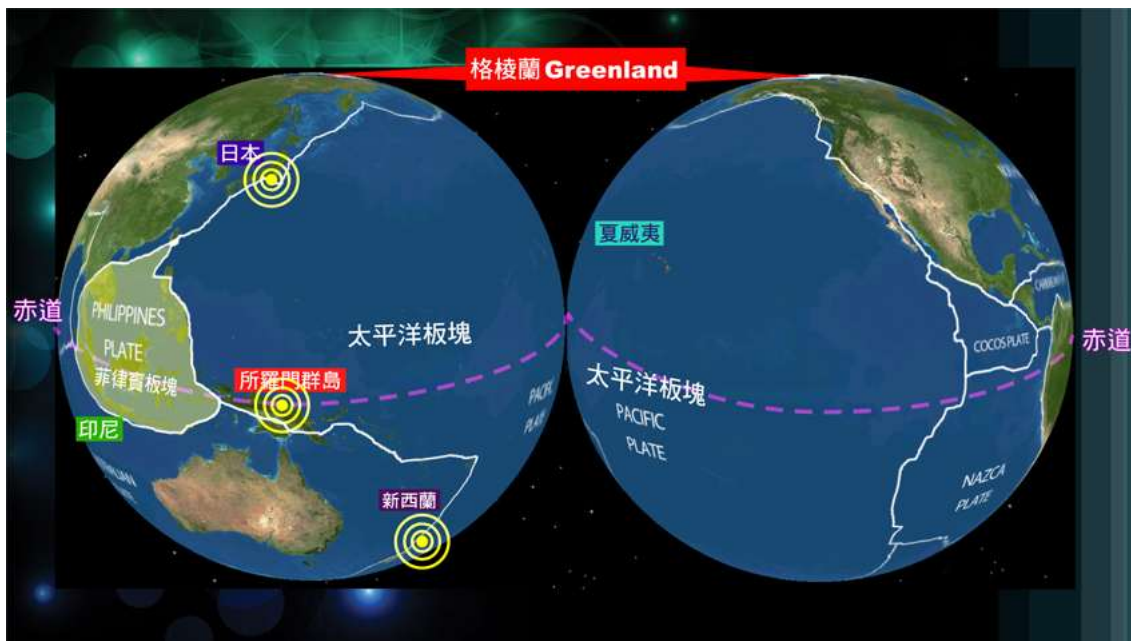 格棱蘭 Greenland
日本
夏威夷
赤道
PHILIPPINES
PLATE
菲律賓板塊
太平洋板塊
所羅門群島
印尼
新西蘭
PACIFIC
太平洋板塊
PACIFIC
PLATE
COCOS PLATE
赤道
NAZCA
PLATE